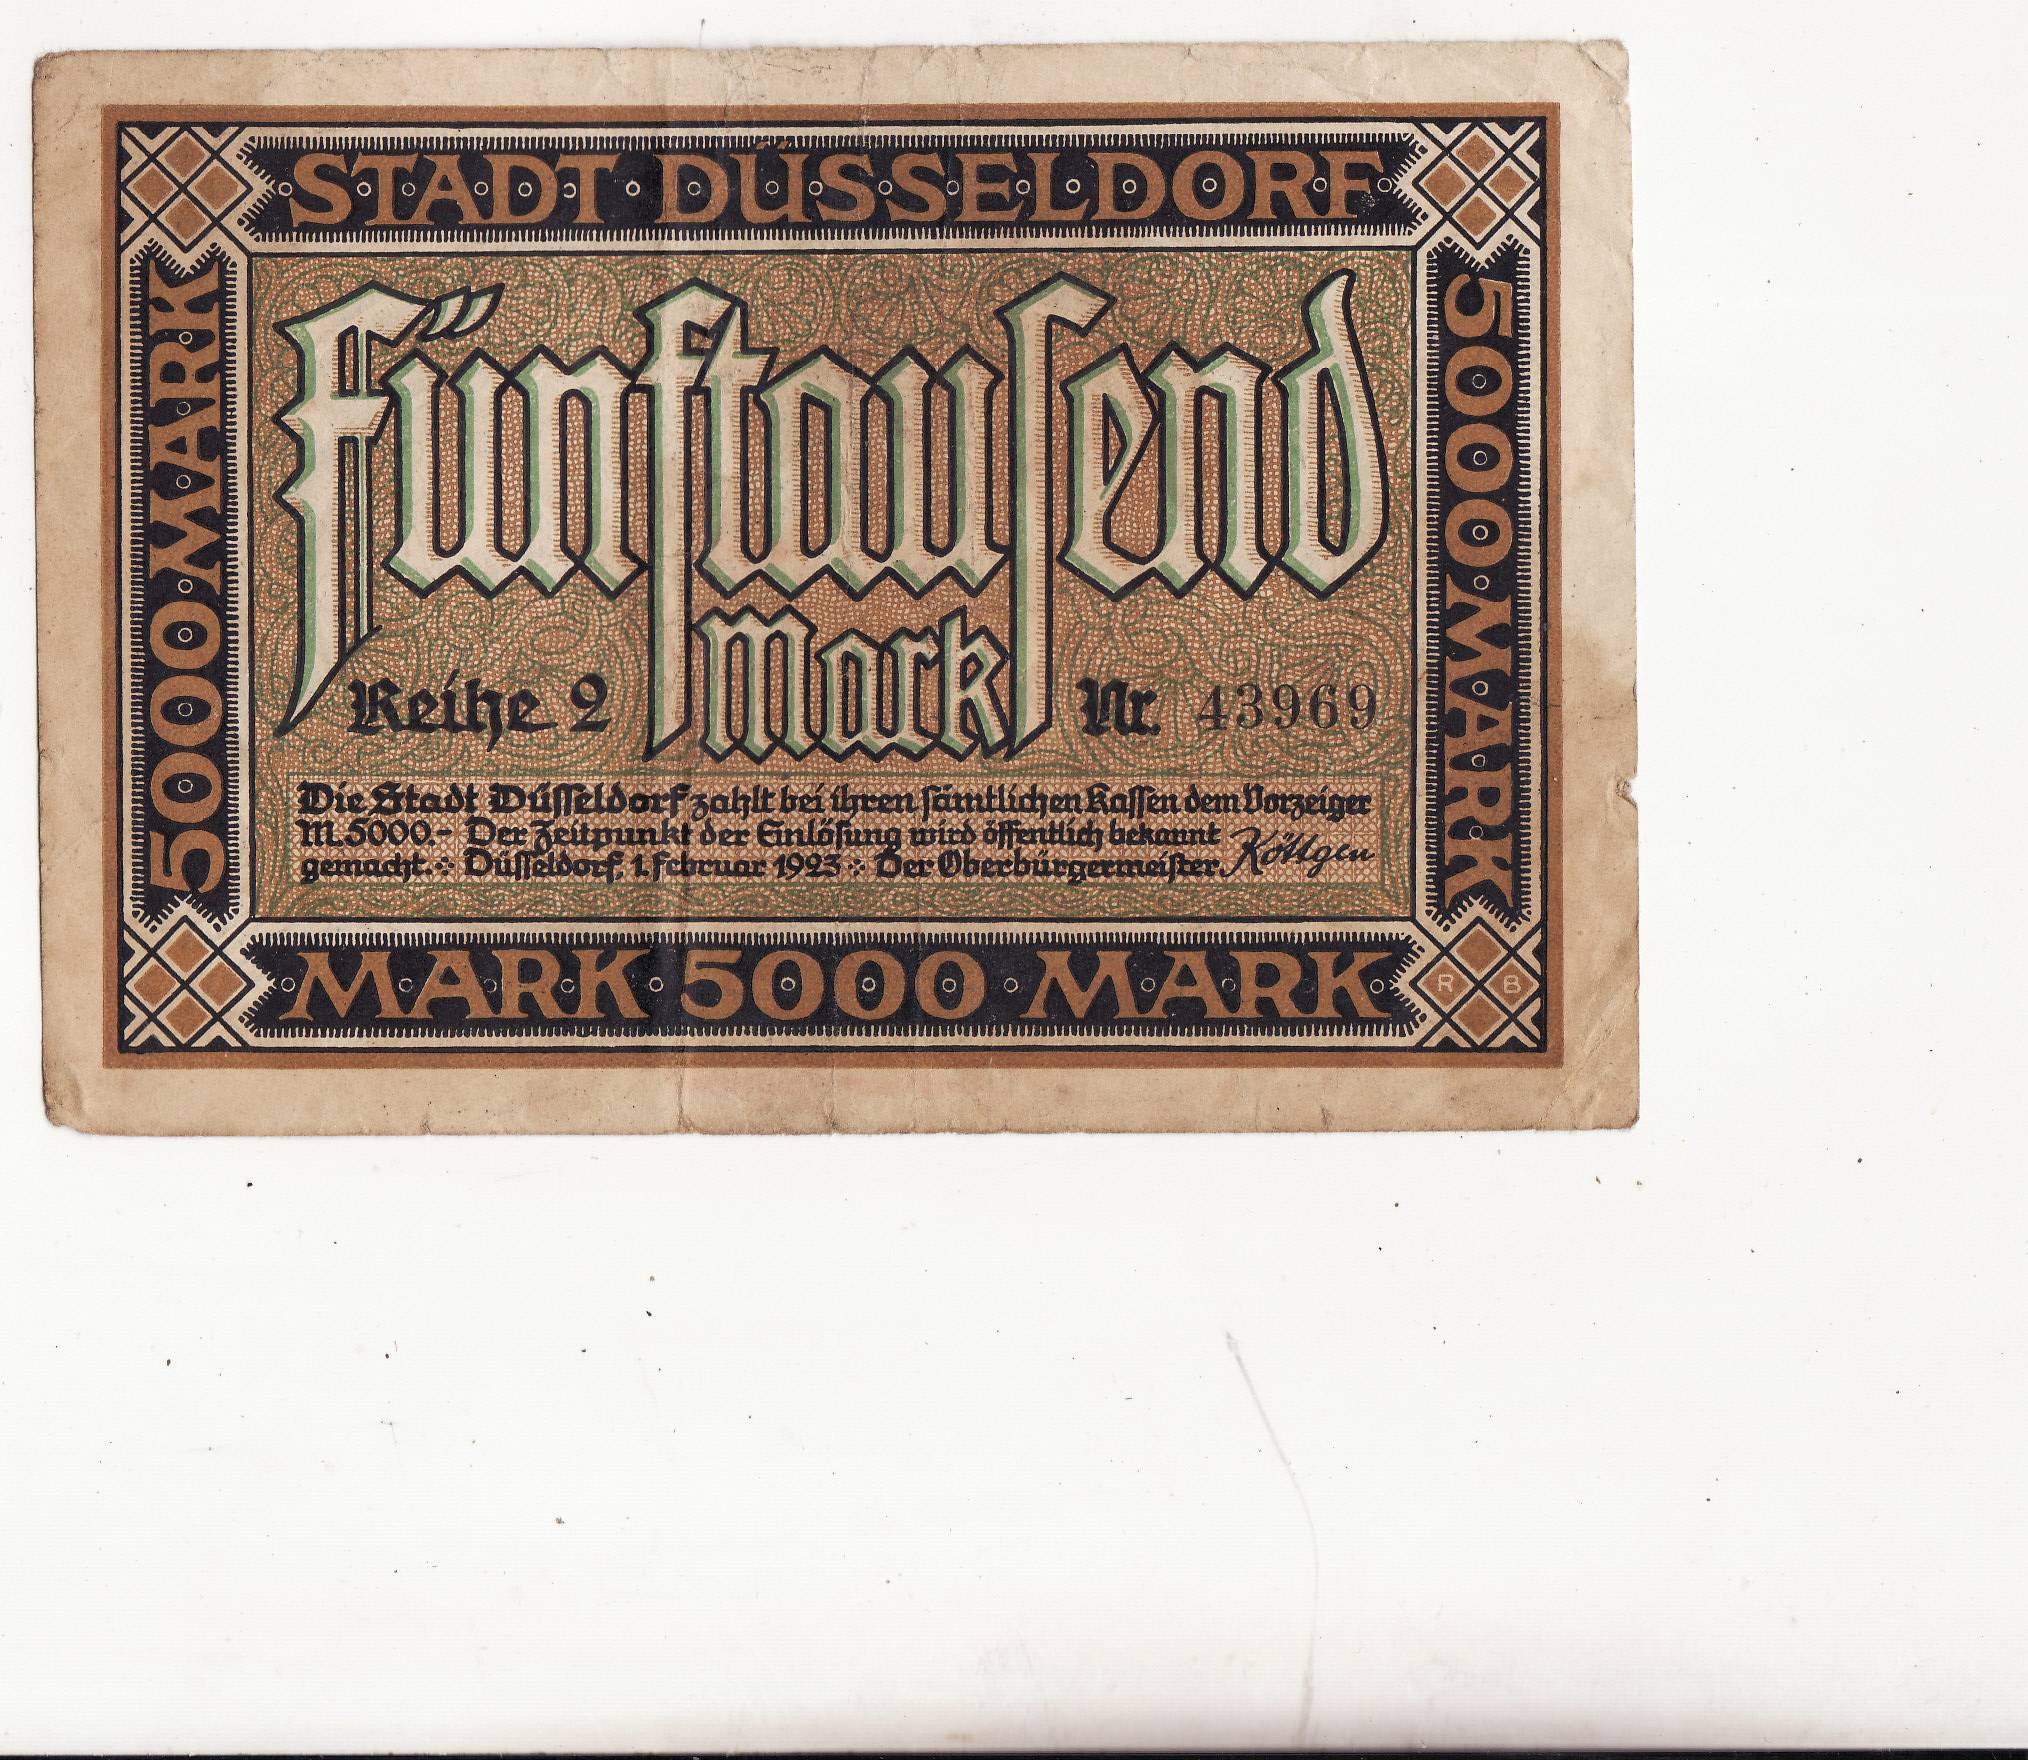 STADT DÜSSELDORF
5000 MARK
5000 MARK
Fünftausend
Mark
Reihe 2
Nr. 43969
Die Stadt Düsseldorf zahlt bei ihren sämtlichen Kassen dem Vorzeiger
M.5000.- Der Zeitpunkt der Einlösung wird öffentlich bekannt
gemacht. Düsseldorf, 1. Februar 1923 Der Oberbürgermeister. Köttgen
MARK 5000 MARK
R B